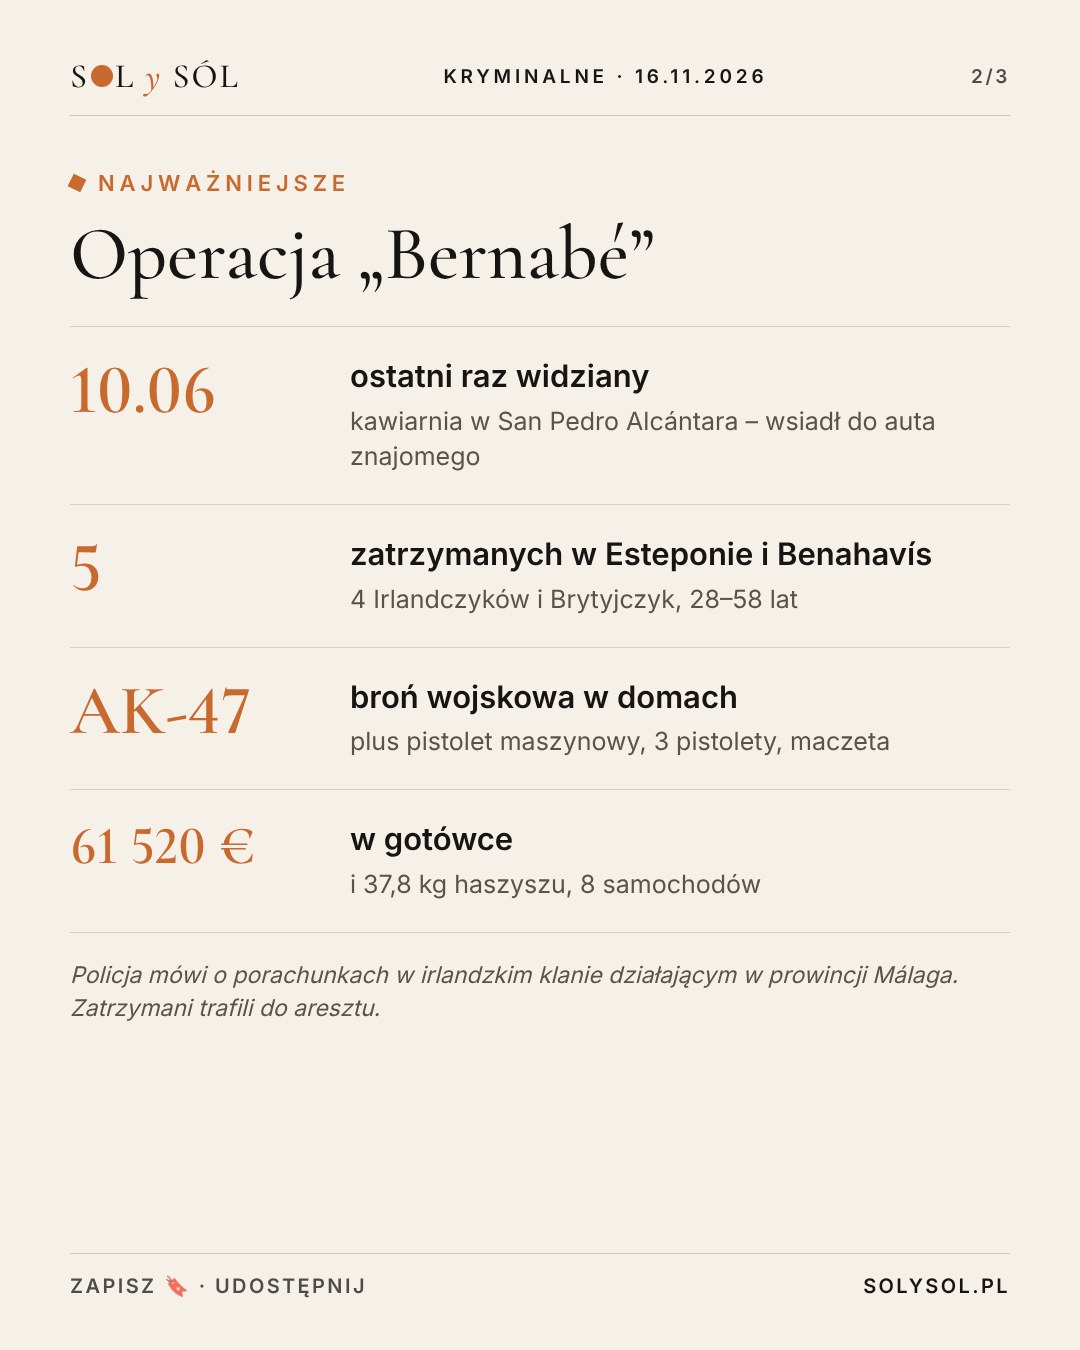 SOL y SÓL
KRYMINALNE · 16.11.2026
2/3
NAJWAŻNIEJSZE
Operacja „Bernabé”
10.06
ostatni raz widziany
kawiarnia w San Pedro Alcántara – wsiadł do auta
znajomego
5
zatrzymanych w Esteponie i Benahavís
4 Irlandczyków i Brytyjczyk, 28–58 lat
AK-47
broń wojskowa w domach
plus pistolet maszynowy, 3 pistolety, maczeta
61 520 €
w gotówce
i 37,8 kg haszyszu, 8 samochodów
Policja mówi o porachunkach w irlandzkim klanie działającym w prowincji Málaga.
Zatrzymani trafili do aresztu.
ZAPISZ 🔖 · UDOSTĘPNIJ
SOLYSOL.PL